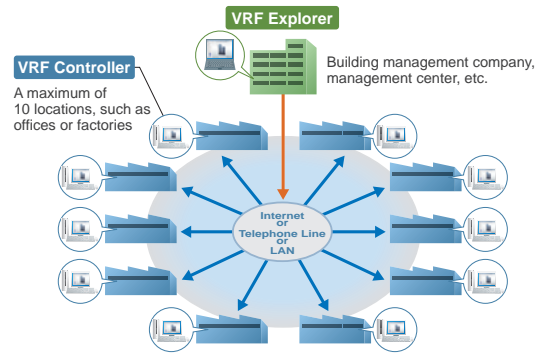 VRF Explorer
Building management company,
management center, etc.
VRF Controller
A maximum of
10 locations, such as
offices or factories
Internet
or
Telephone Line
or
LAN